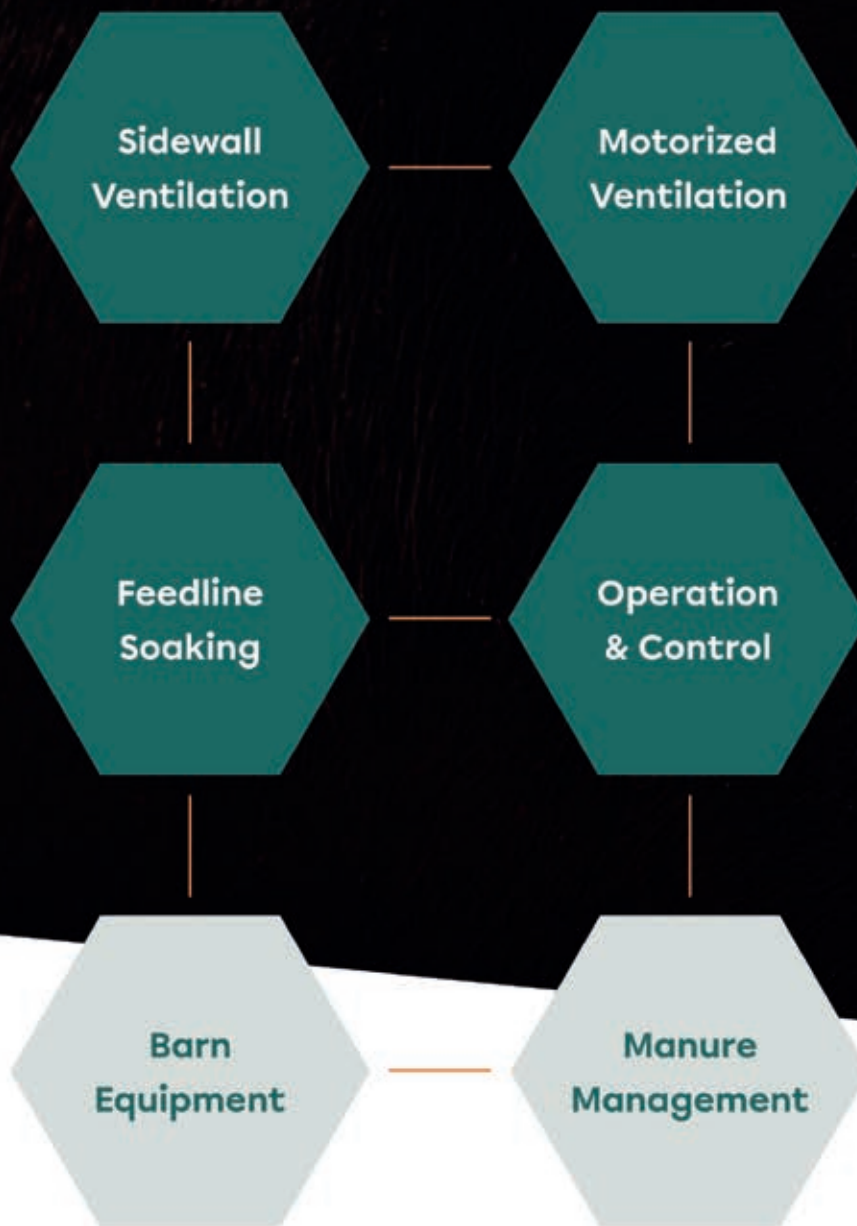 Sidewall
Ventilation
Motorized
Ventilation
Feedline
Soaking
Operation
& Control
Barn
Equipment
Manure
Management